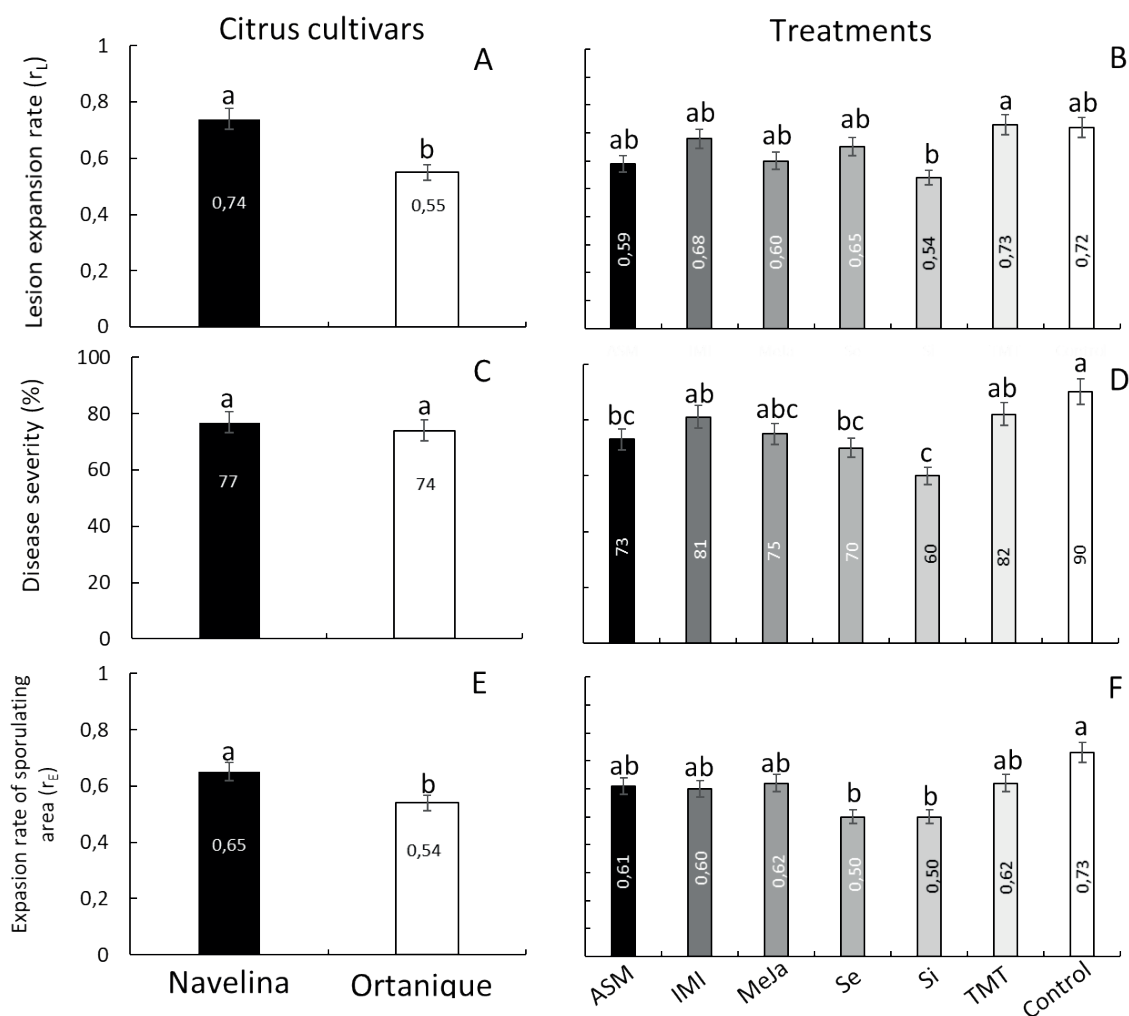 Citrus cultivars
Treatments
Lesion expansion rate (rL)
1
0,8
0,6
0,4
0,2
0
A
a
b
0,74
0,55
B
ab
ab
ab
ab
b
a
ab
0,59
0,68
0,60
0,65
0,54
0,73
0,72
Disease severity (%)
100
80
60
40
20
0
C
a
a
77
74
D
bc
ab
abc
bc
c
ab
a
73
81
75
70
60
82
90
Expasion rate of sporulating
area (rE)
1
0,8
0,6
0,4
0,2
0
E
a
b
0,65
0,54
Navelina
Ortanique
F
ab
ab
ab
b
b
ab
a
0,61
0,60
0,62
0,50
0,50
0,62
0,73
ASM
IMI
MeJa
Se
Si
TMT
Control